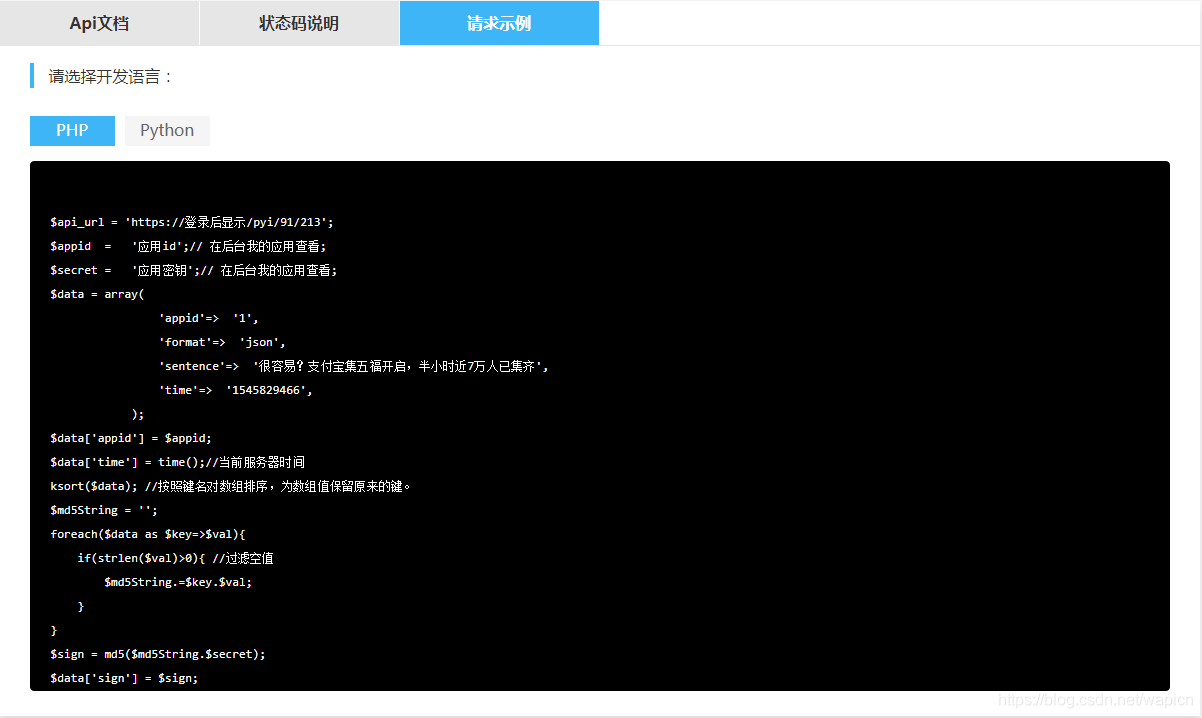 Api文档 状态码说明 请求示例
请选择开发语言：
PHP Python
$api_url = 'https://登录后显示/pyi/91/213';
$appid  =   '应用id';// 在后台我的应用查看;
$secret =   '应用密钥';// 在后台我的应用查看;
$data = array(
                'appid'=>  '1',
                'format'=>  'json',
                'sentence'=>  '很容易？支付宝集五福开启，半小时近7万人已集齐',
                'time'=>  '1545829466',
            );
$data['appid'] = $appid;
$data['time'] = time();//当前服务器时间
ksort($data); //按照键名对数组排序，为数组值保留原来的键。
$md5String = '';
foreach($data as $key=>$val){
    if(strlen($val)>0){ //过滤空值
        $md5String.=$key.$val;
    }
}
$sign = md5($md5String.$secret);
$data['sign'] = $sign;
https://blog.csdn.net/wapicn